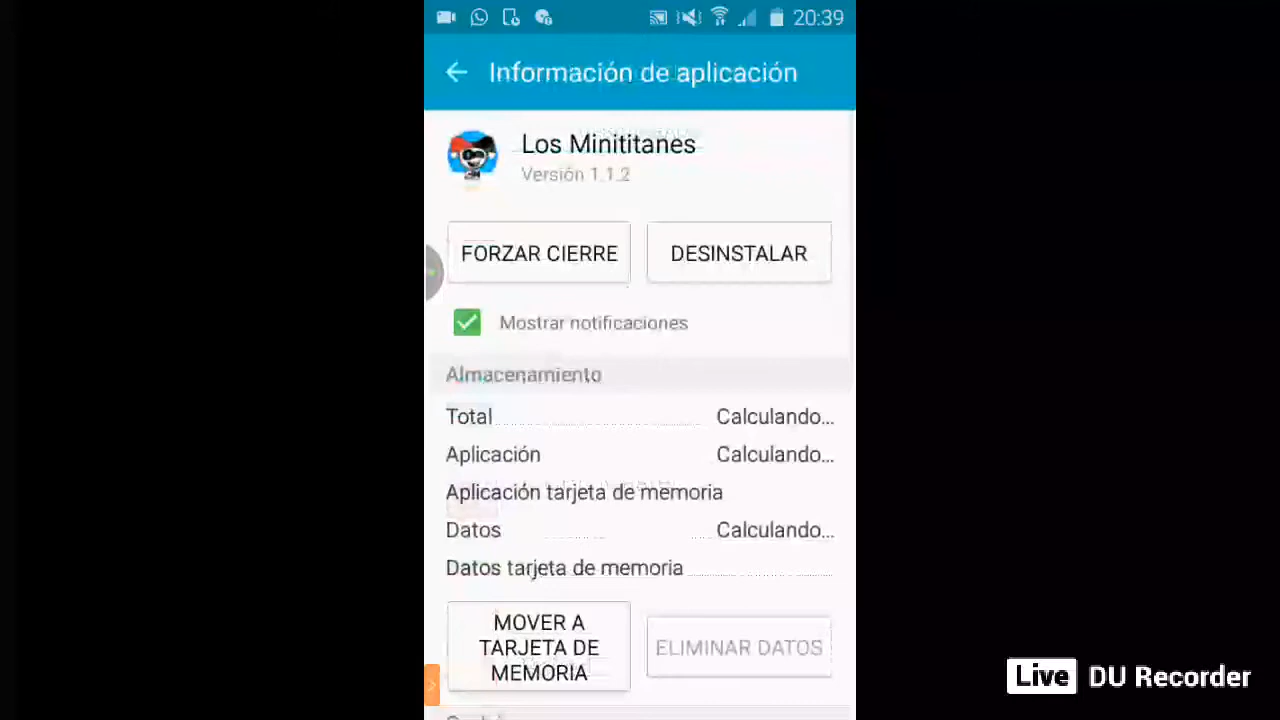 20:39
Información de aplicación
Los Minititanes
Versión 1.1.2
FORZAR CIERRE
DESINSTALAR
Mostrar notificaciones
Almacenamiento
Total Calculando...
Aplicación Calculando...
Aplicación tarjeta de memoria
Datos Calculando...
Datos tarjeta de memoria
MOVER A
TARJETA DE
MEMORIA
ELIMINAR DATOS
Live DU Recorder